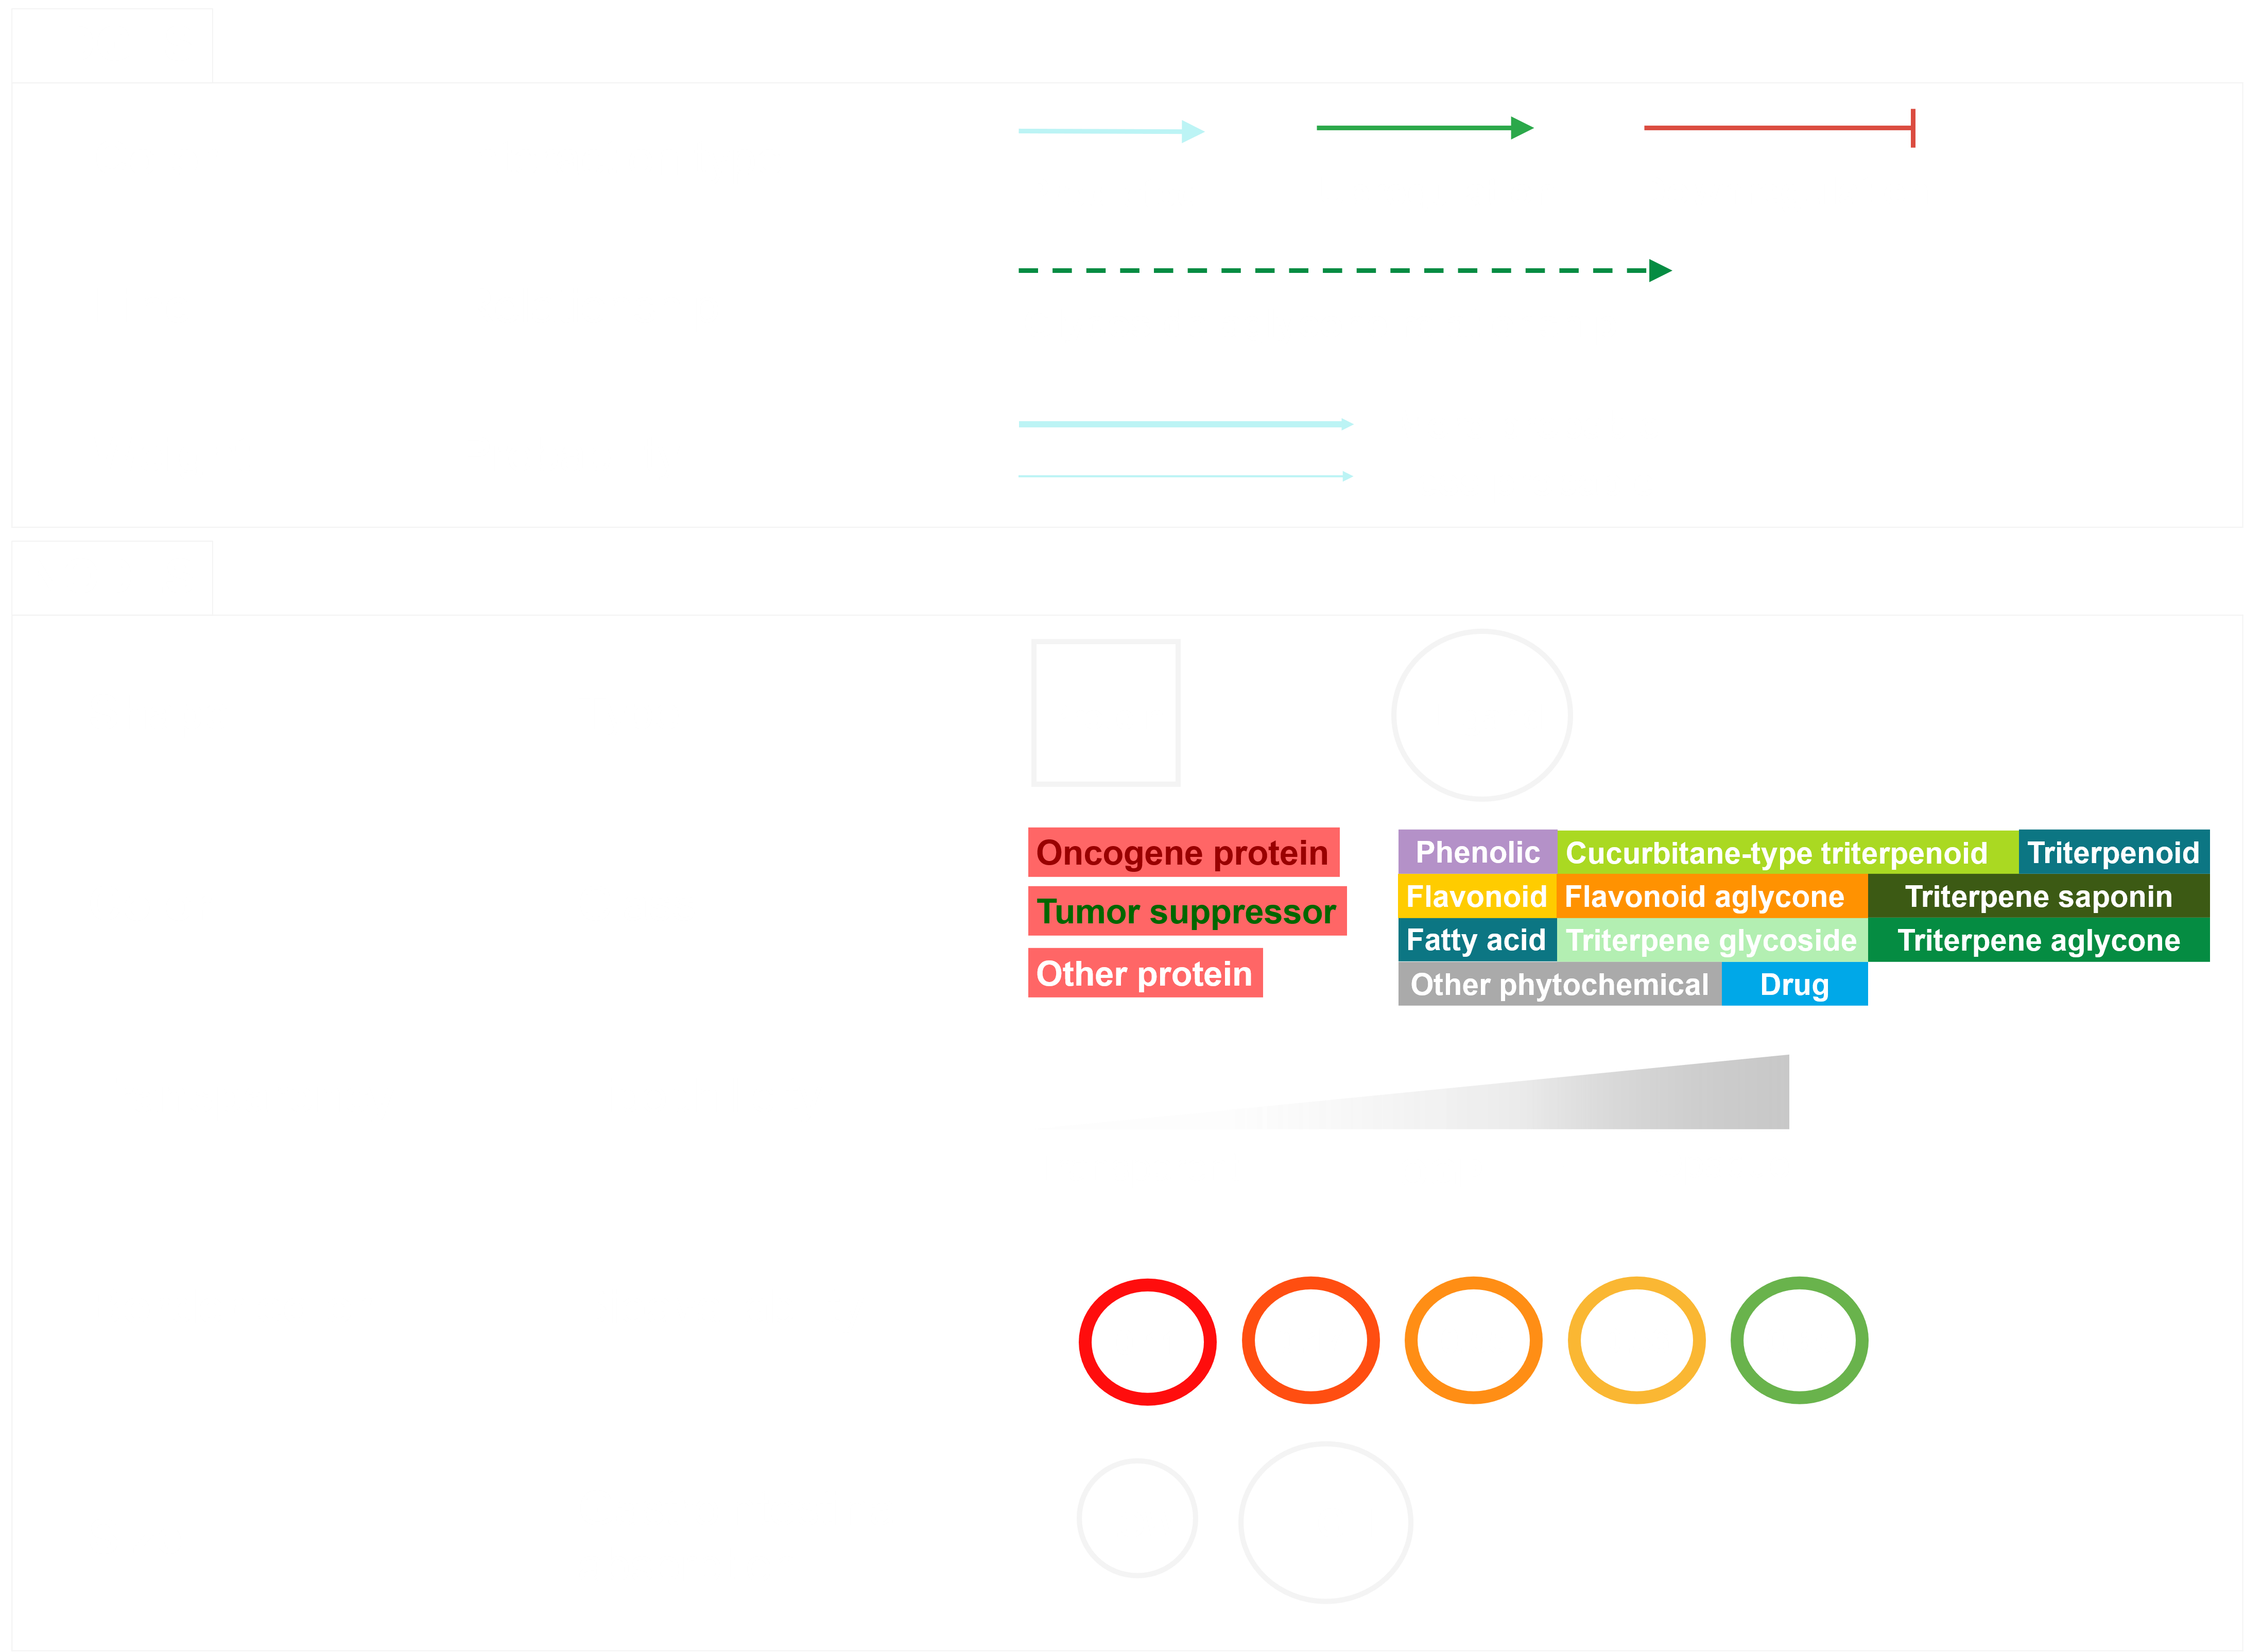 Oncogene protein
Tumor suppressor
Other protein
Phenolic Cucurbitane-type triterpenoid Triterpenoid
Flavonoid Flavonoid aglycone Triterpene saponin
Fatty acid Triterpene glycoside Triterpene aglycone
Other phytochemical Drug